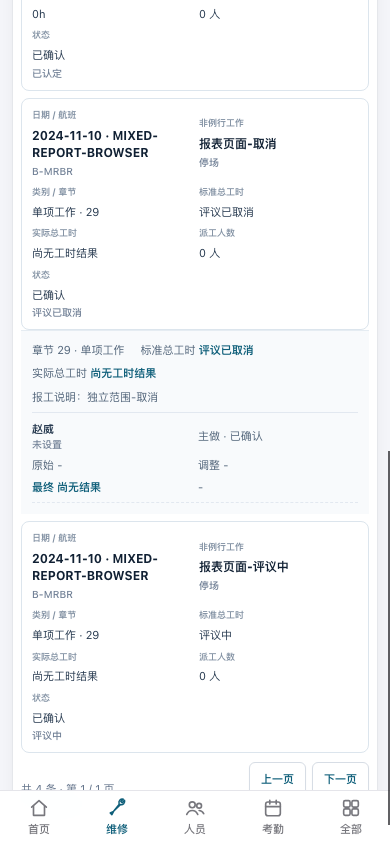 0h
0 人
状态
已确认
已认定
日期 / 航班
2024-11-10 · MIXED-
REPORT-BROWSER
B-MRBR
非例行工作
报表页面-取消
停场
类别 / 章节
单项工作 · 29
标准总工时
评议已取消
实际总工时
尚无工时结果
派工人数
0 人
状态
已确认
评议已取消
章节 29 · 单项工作 标准总工时 评议已取消
实际总工时 尚无工时结果
报工说明：独立范围-取消
赵威
未设置
主做 · 已确认
原始 -
调整 -
最终 尚无结果
-
日期 / 航班
2024-11-10 · MIXED-
REPORT-BROWSER
B-MRBR
非例行工作
报表页面-评议中
停场
类别 / 章节
单项工作 · 29
标准总工时
评议中
实际总工时
尚无工时结果
派工人数
0 人
状态
已确认
评议中
共 4 条 · 第 1 / 1 页
上一页
下一页
首页
维修
人员
考勤
全部